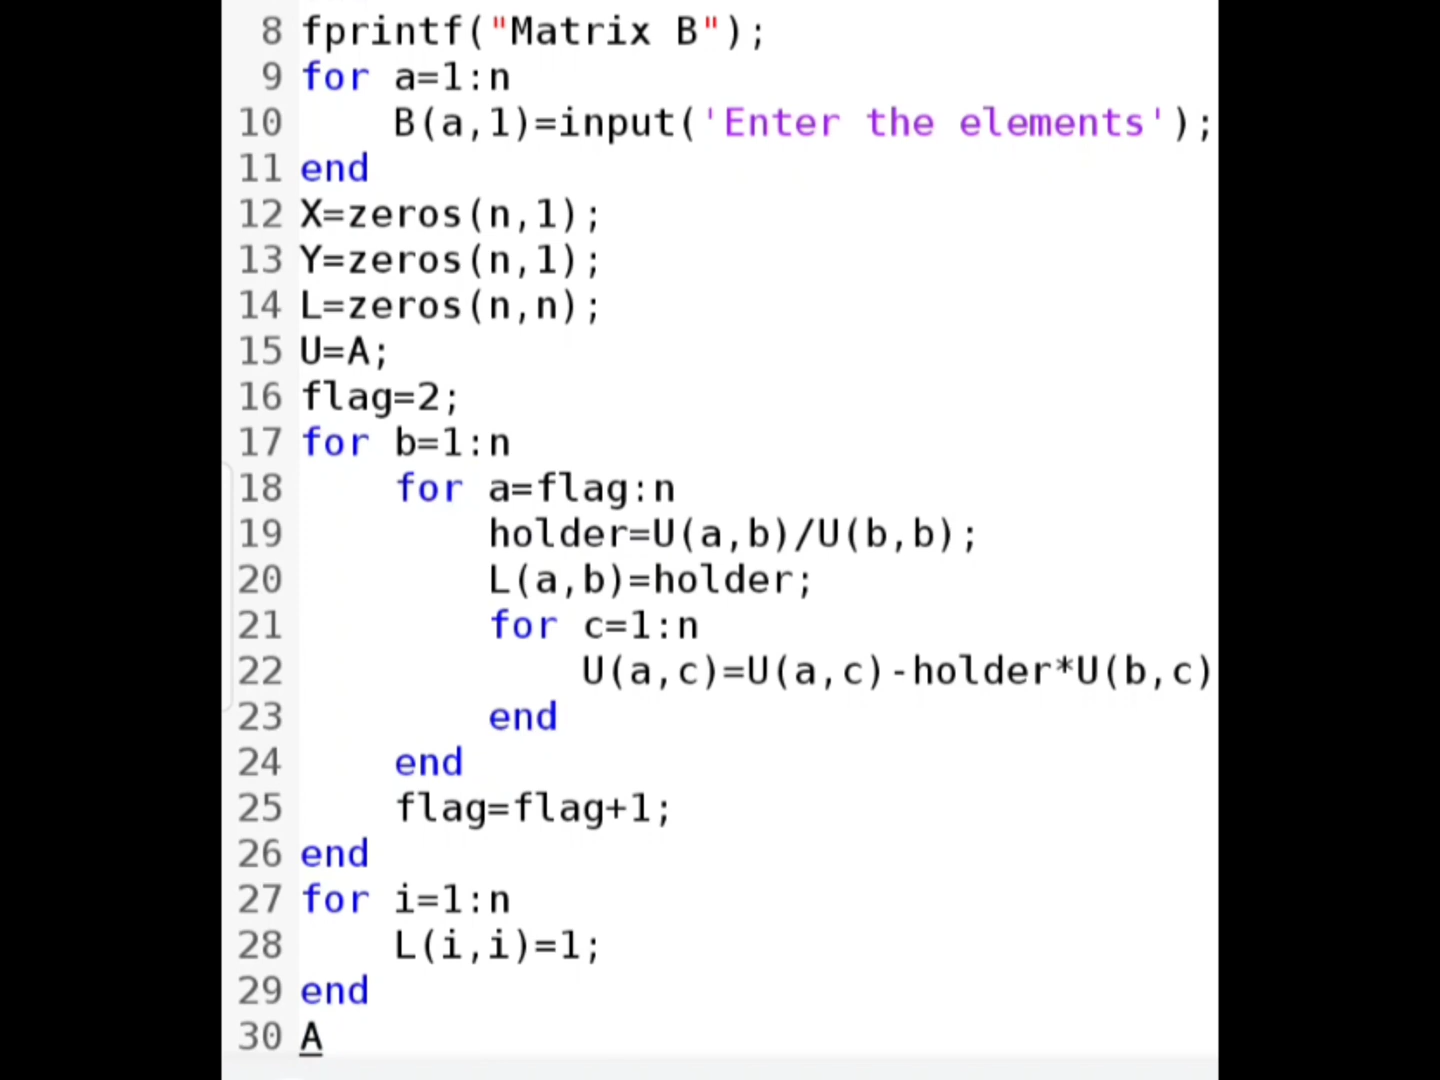 8 fprintf("Matrix B");
9 for a=1:n
10     B(a,1)=input('Enter the elements');
11 end
12 X=zeros(n,1);
13 Y=zeros(n,1);
14 L=zeros(n,n);
15 U=A;
16 flag=2;
17 for b=1:n
18     for a=flag:n
19         holder=U(a,b)/U(b,b);
20         L(a,b)=holder;
21         for c=1:n
22             U(a,c)=U(a,c)-holder*U(b,c)
23         end
24     end
25     flag=flag+1;
26 end
27 for i=1:n
28     L(i,i)=1;
29 end
30 A